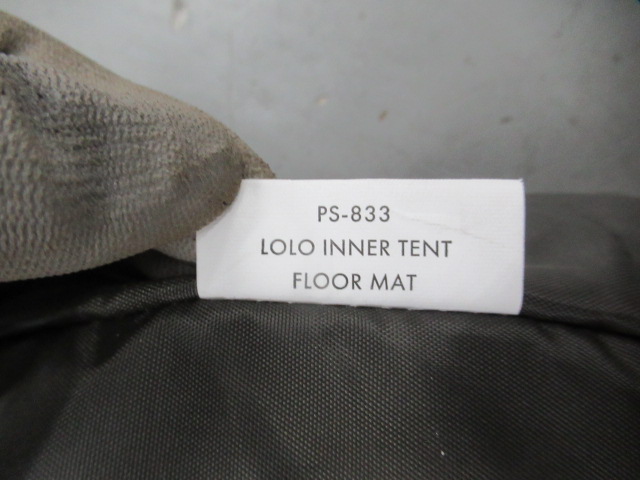 PS-833
LOLO INNER TENT
FLOOR MAT